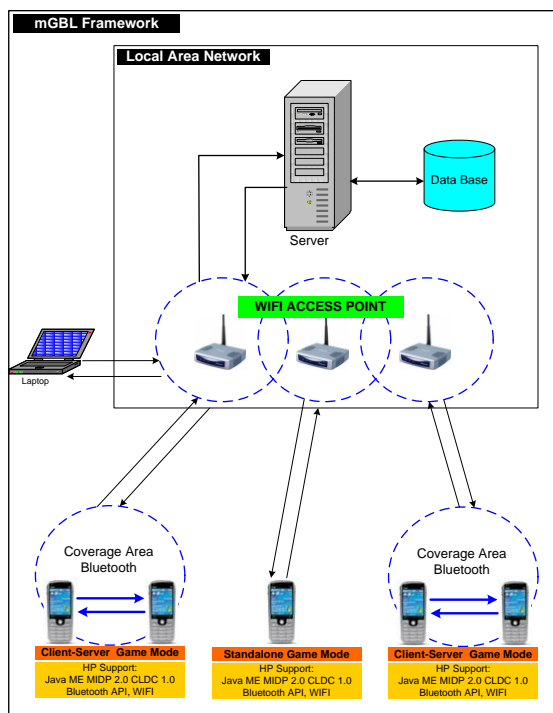 mGBL Framework
Local Area Network
Data Base
Server
WIFI ACCESS POINT
Laptop
Coverage Area
Bluetooth
Coverage Area
Bluetooth
Client-Server Game Mode
Standalone Game Mode
Client-Server Game Mode
HP Support:
Java ME MIDP 2.0 CLDC 1.0
Bluetooth API, WIFI
HP Support:
Java ME MIDP 2.0 CLDC 1.0
Bluetooth API, WIFI
HP Support:
Java ME MIDP 2.0 CLDC 1.0
Bluetooth API, WIFI